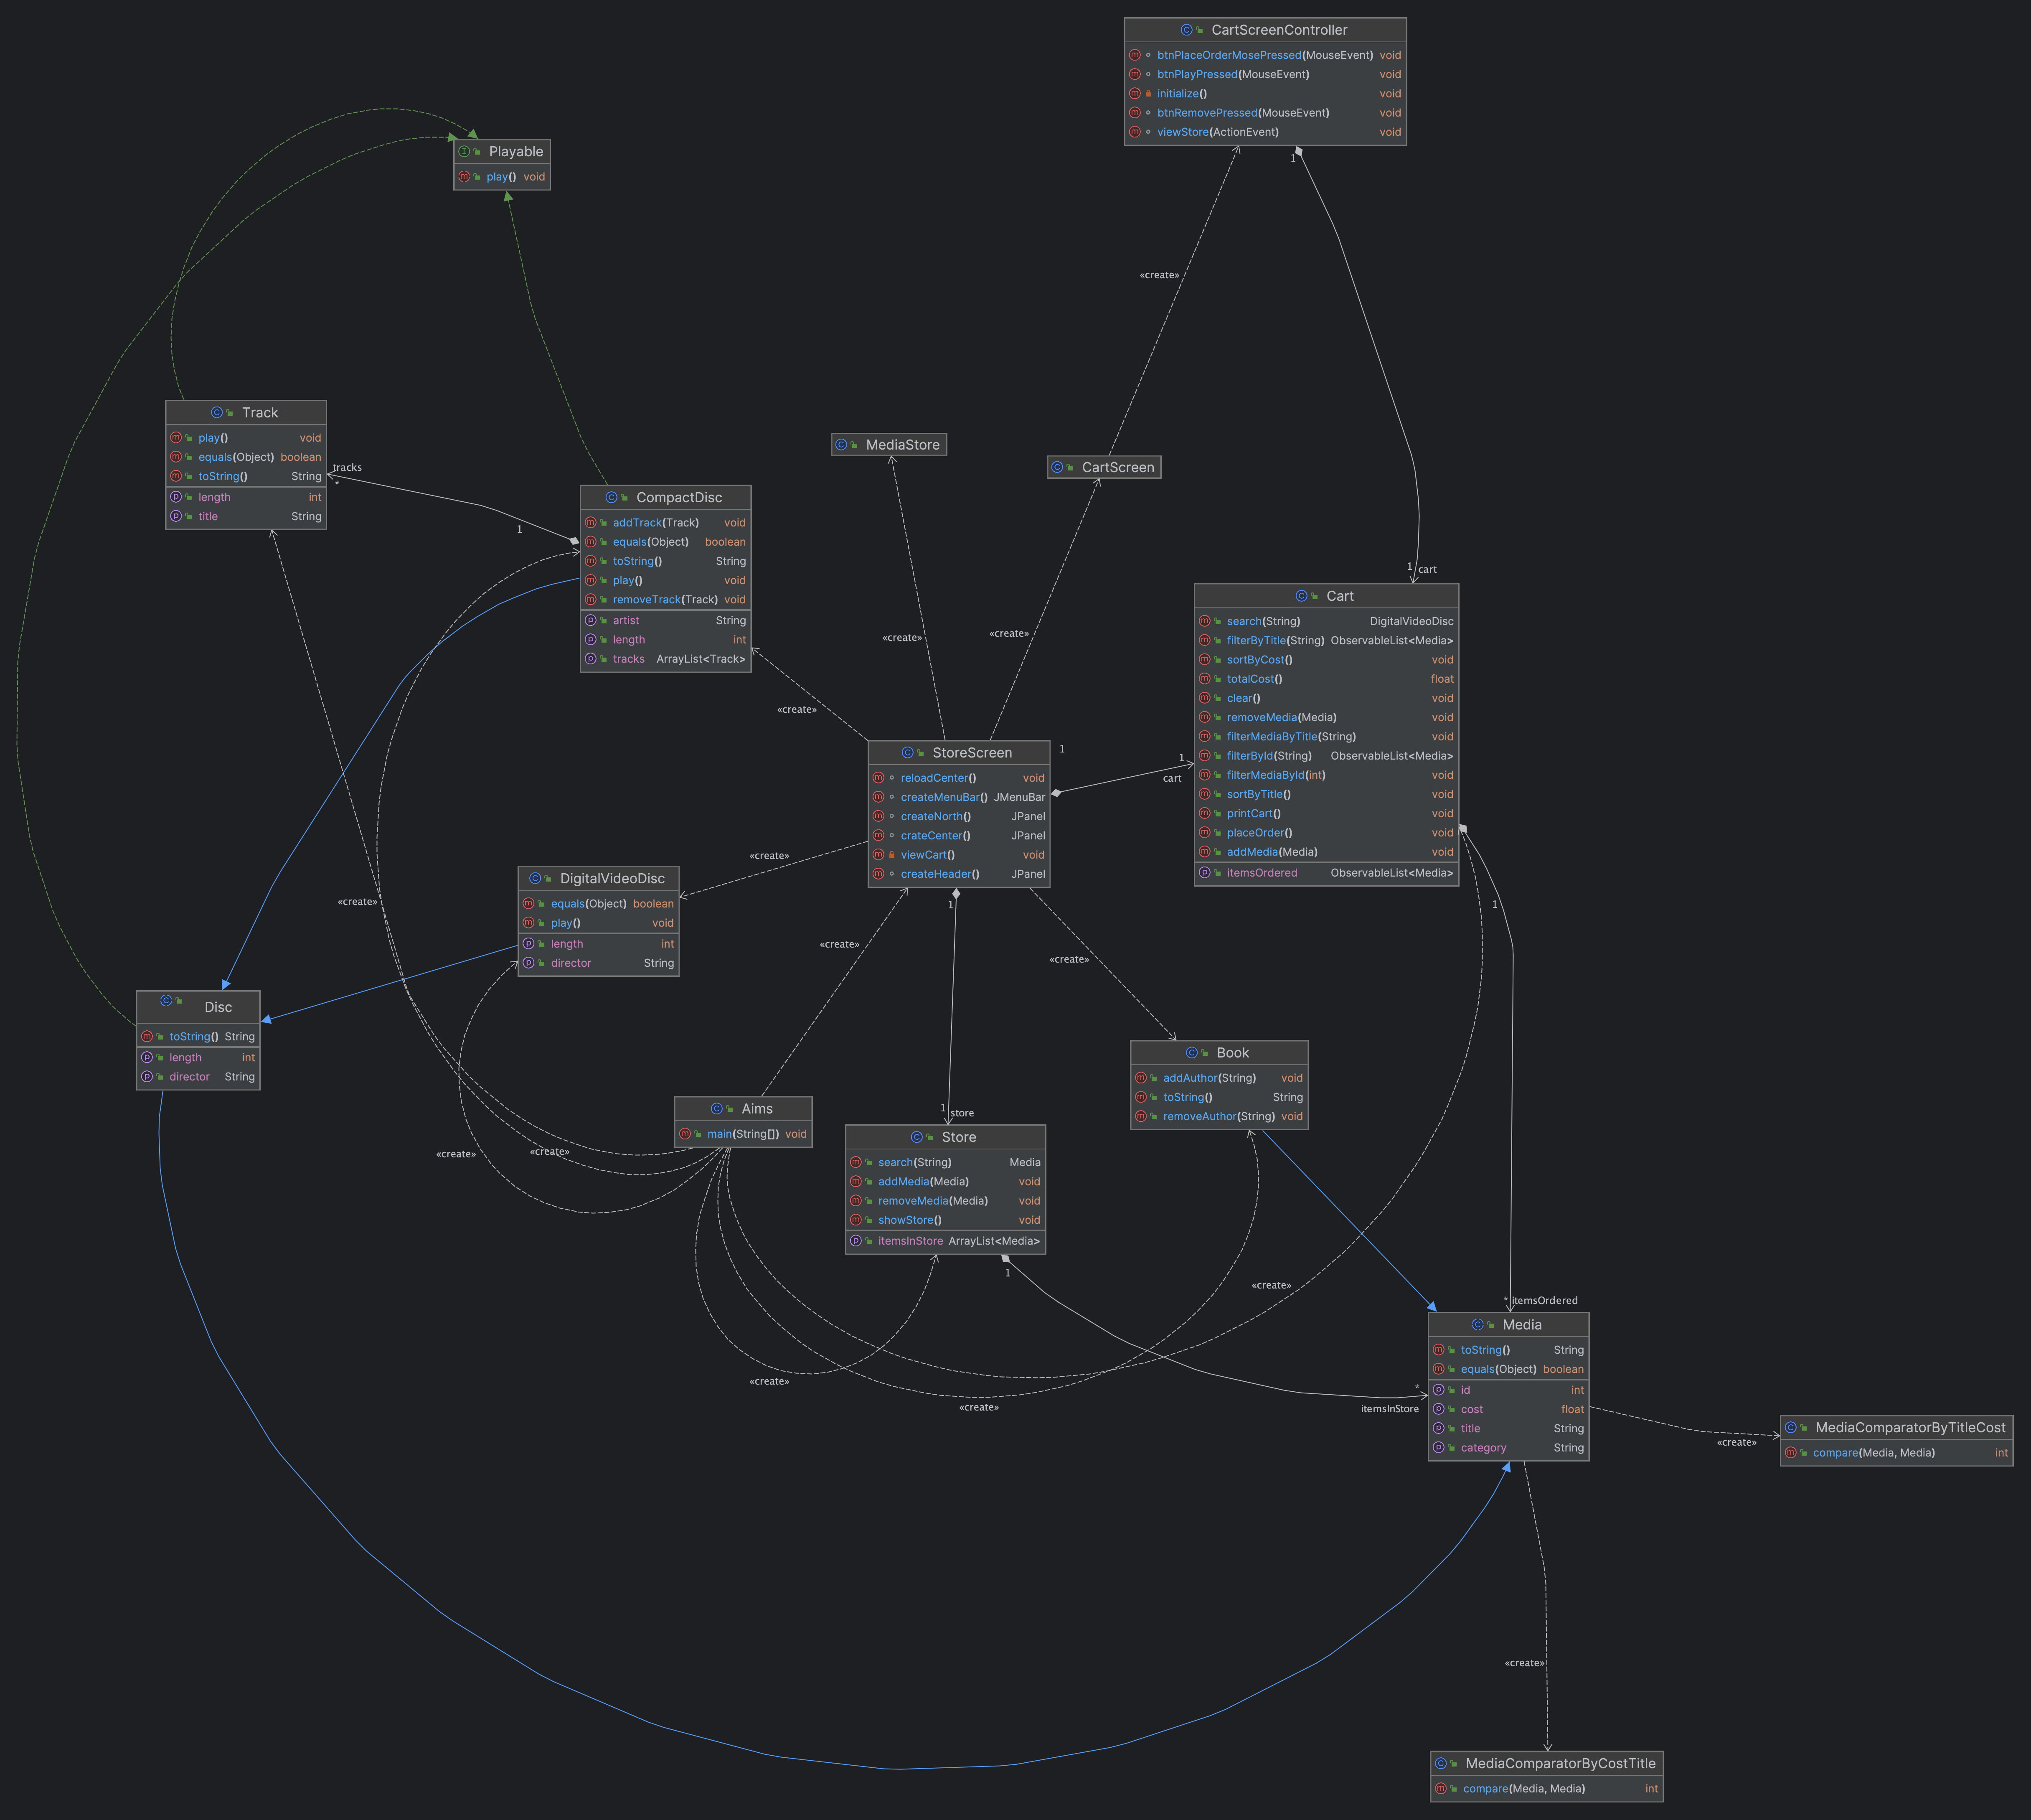 CartScreenController
btnPlaceOrderMosePressed(MouseEvent) void
btnPlayPressed(MouseEvent) void
initialize() void
btnRemovePressed(MouseEvent) void
viewStore(ActionEvent) void
1
Playable
play() void
«create»
Track
play() void
equals(Object) boolean
toString() String
length int
title String
tracks
*
1
MediaStore
CartScreen
CompactDisc
addTrack(Track) void
equals(Object) boolean
toString() String
play() void
removeTrack(Track) void
artist String
length int
tracks ArrayList<Track>
1 cart
Cart
search(String) DigitalVideoDisc
filterByTitle(String) ObservableList<Media>
sortByCost() void
totalCost() float
clear() void
removeMedia(Media) void
filterMediaByTitle(String) void
filterById(String) ObservableList<Media>
filterMediaById(int) void
sortByTitle() void
printCart() void
placeOrder() void
addMedia(Media) void
itemsOrdered ObservableList<Media>
«create»
«create»
«create»
StoreScreen
reloadCenter() void
createMenuBar() JMenuBar
createNorth() JPanel
crateCenter() JPanel
viewCart() void
createHeader() JPanel
1
1
cart
«create»
DigitalVideoDisc
equals(Object) boolean
play() void
length int
director String
«create»
1
1
«create»
«create»
Disc
toString() String
length int
director String
Book
addAuthor(String) void
toString() String
removeAuthor(String) void
Aims
main(String[]) void
1 store
Store
search(String) Media
addMedia(Media) void
removeMedia(Media) void
showStore() void
itemsInStore ArrayList<Media>
«create»
«create»
1
«create»
* itemsOrdered
Media
toString() String
equals(Object) boolean
id int
cost float
title String
category String
«create»
«create»
*
itemsInStore
MediaComparatorByTitleCost
compare(Media, Media) int
«create»
«create»
MediaComparatorByCostTitle
compare(Media, Media) int